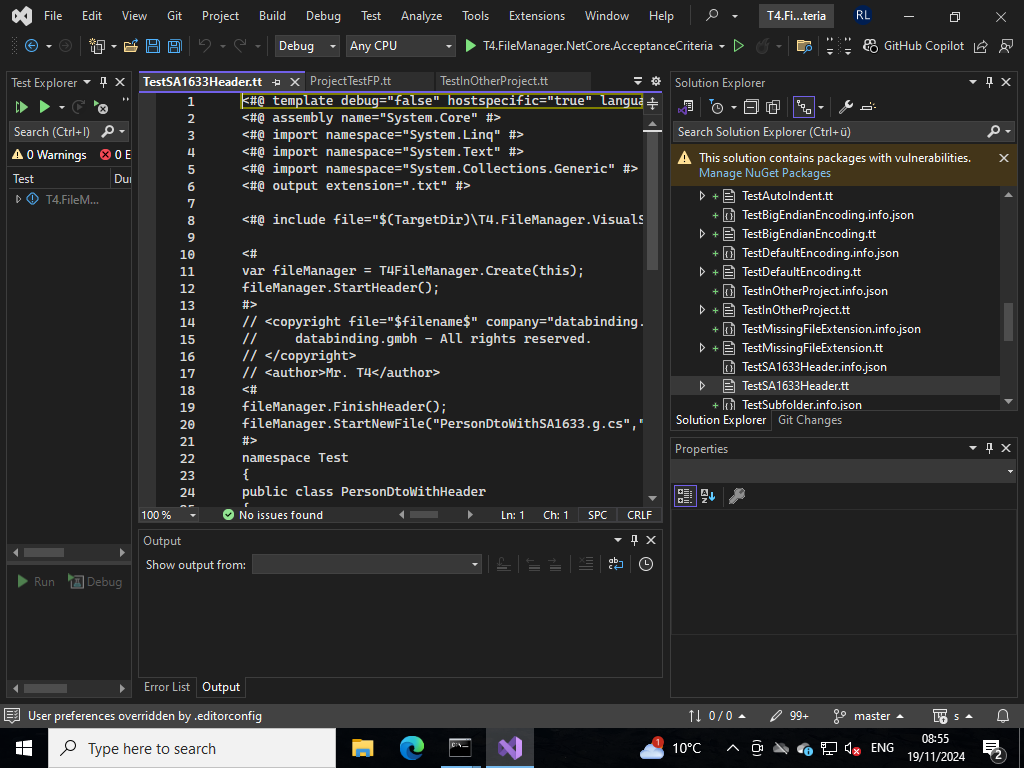 File Edit View Git Project Build Debug Test Analyze Tools Extensions Window Help T4.Fi...teria RL
Debug Any CPU T4.FileManager.NetCore.AcceptanceCriteria GitHub Copilot
Test Explorer
Search (Ctrl+I)
0 Warnings 0 E
Test Du
T4.FileM...
Run Debug
TestSA1633Header.tt ProjectTestFP.tt TestInOtherProject.tt
1 <#@ template debug="false" hostspecific="true" langua
2 <#@ assembly name="System.Core" #>
3 <#@ import namespace="System.Linq" #>
4 <#@ import namespace="System.Text" #>
5 <#@ import namespace="System.Collections.Generic" #>
6 <#@ output extension=".txt" #>
7
8 <#@ include file="$(TargetDir)\T4.FileManager.VisualS
9
10 <#
11 var fileManager = T4FileManager.Create(this);
12 fileManager.StartHeader();
13 #>
14 // <copyright file="$filename$" company="databinding.
15 //     databinding.gmbh - All rights reserved.
16 // </copyright>
17 // <author>Mr. T4</author>
18 <#
19 fileManager.FinishHeader();
20 fileManager.StartNewFile("PersonDtoWithSA1633.g.cs","
21 #>
22 namespace Test
23 {
24 public class PersonDtoWithHeader
100 % No issues found Ln: 1 Ch: 1 SPC CRLF
Output
Show output from:
Error List Output
Solution Explorer
Search Solution Explorer (Ctrl+ü)
This solution contains packages with vulnerabilities.
Manage NuGet Packages
TestAutoIndent.tt
TestBigEndianEncoding.info.json
TestBigEndianEncoding.tt
TestDefaultEncoding.info.json
TestDefaultEncoding.tt
TestInOtherProject.info.json
TestInOtherProject.tt
TestMissingFileExtension.info.json
TestMissingFileExtension.tt
TestSA1633Header.info.json
TestSA1633Header.tt
TestSubfolder.info.json
Solution Explorer Git Changes
Properties
User preferences overridden by .editorconfig 0 / 0 99+ master s
Type here to search 1 10°C ENG 08:55
19/11/2024 2